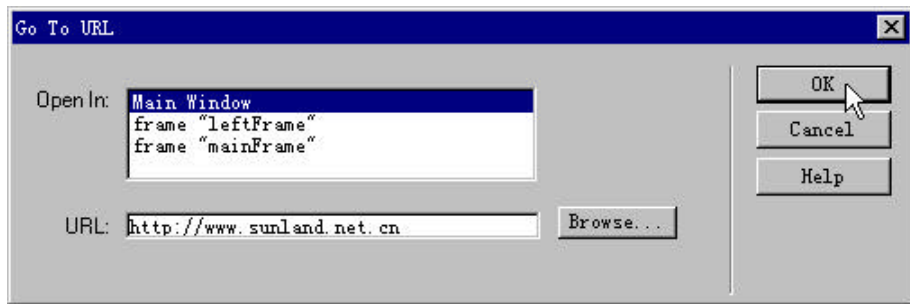 Go To URL
Open In:
Main Window
frame "leftFrame"
frame "mainFrame"
URL:
http://www.sunland.net.cn
Browse...
OK
Cancel
Help